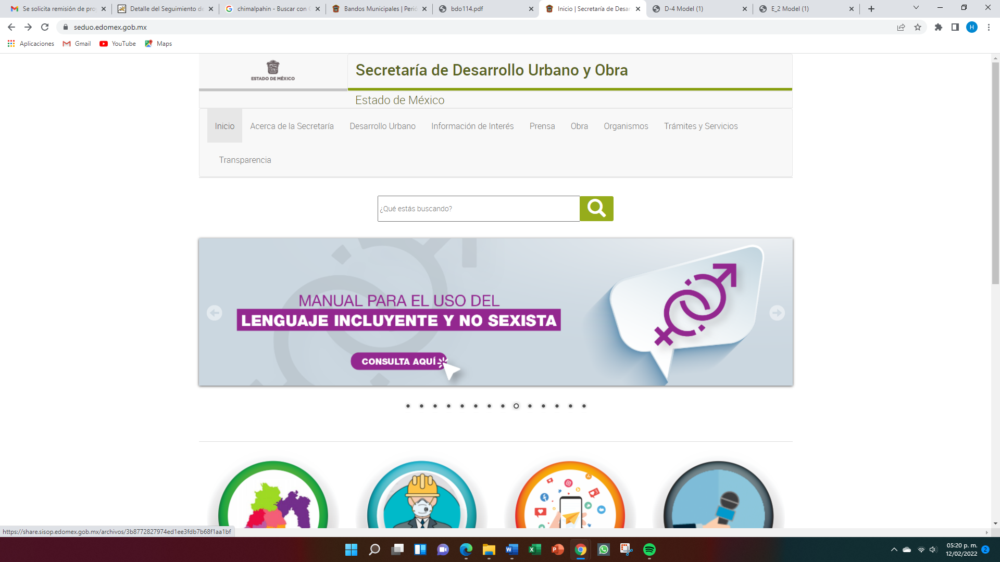 Se solicita remisión de pro
Detalle del Seguimiento de
chimalpahin - Buscar con G
Bandos Municipales | Perió
bdo114.pdf
Inicio | Secretaría de Desar
D-4 Model (1)
E_2 Model (1)
seduo.edomex.gob.mx
H
Aplicaciones
Gmail
YouTube
Maps
ESTADO DE MÉXICO
Secretaría de Desarrollo Urbano y Obra
Estado de México
Inicio
Acerca de la Secretaría
Desarrollo Urbano
Información de Interés
Prensa
Obra
Organismos
Trámites y Servicios
Transparencia
¿Qué estás buscando?
MANUAL PARA EL USO DEL
LENGUAJE INCLUYENTE Y NO SEXISTA
CONSULTA AQUÍ
https://share.sisop.edomex.gob.mx/archivos/3b8772827974ed1ee3fdb7b68f1aa1bf
05:20 p. m.
12/02/2022
2